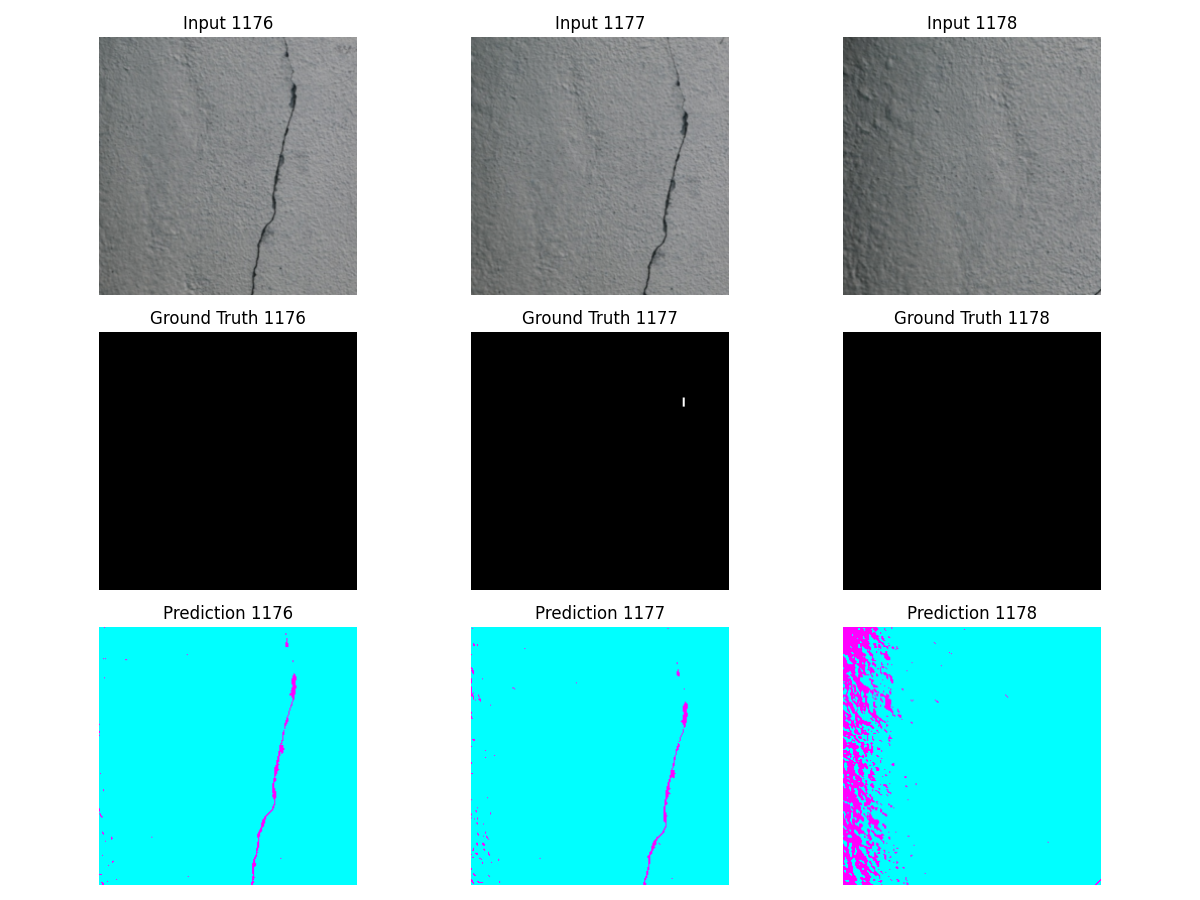 Input 1176
Input 1177
Input 1178
Ground Truth 1176
Ground Truth 1177
Ground Truth 1178
Prediction 1176
Prediction 1177
Prediction 1178